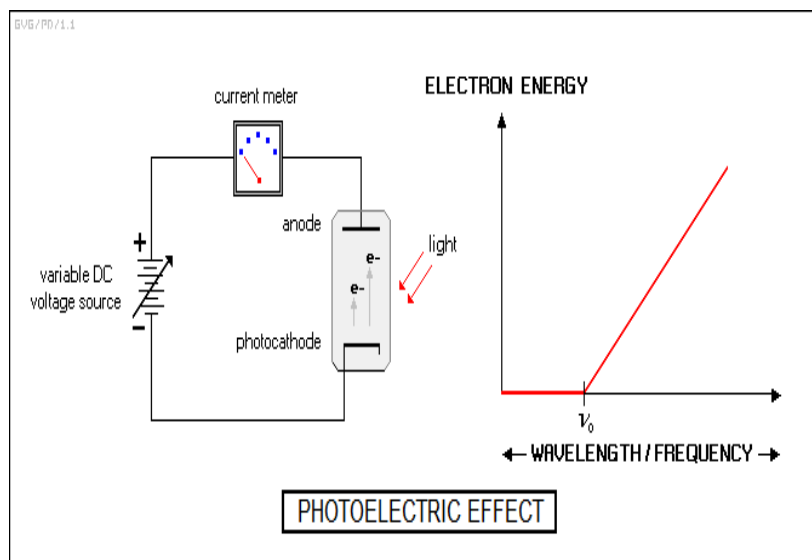 GVG/PD/1.1
current meter
anode
light
e-
e-
variable DC
voltage source
+
-
photocathode
ELECTRON ENERGY
ν₀
WAVELENGTH/FREQUENCY
PHOTOELECTRIC EFFECT